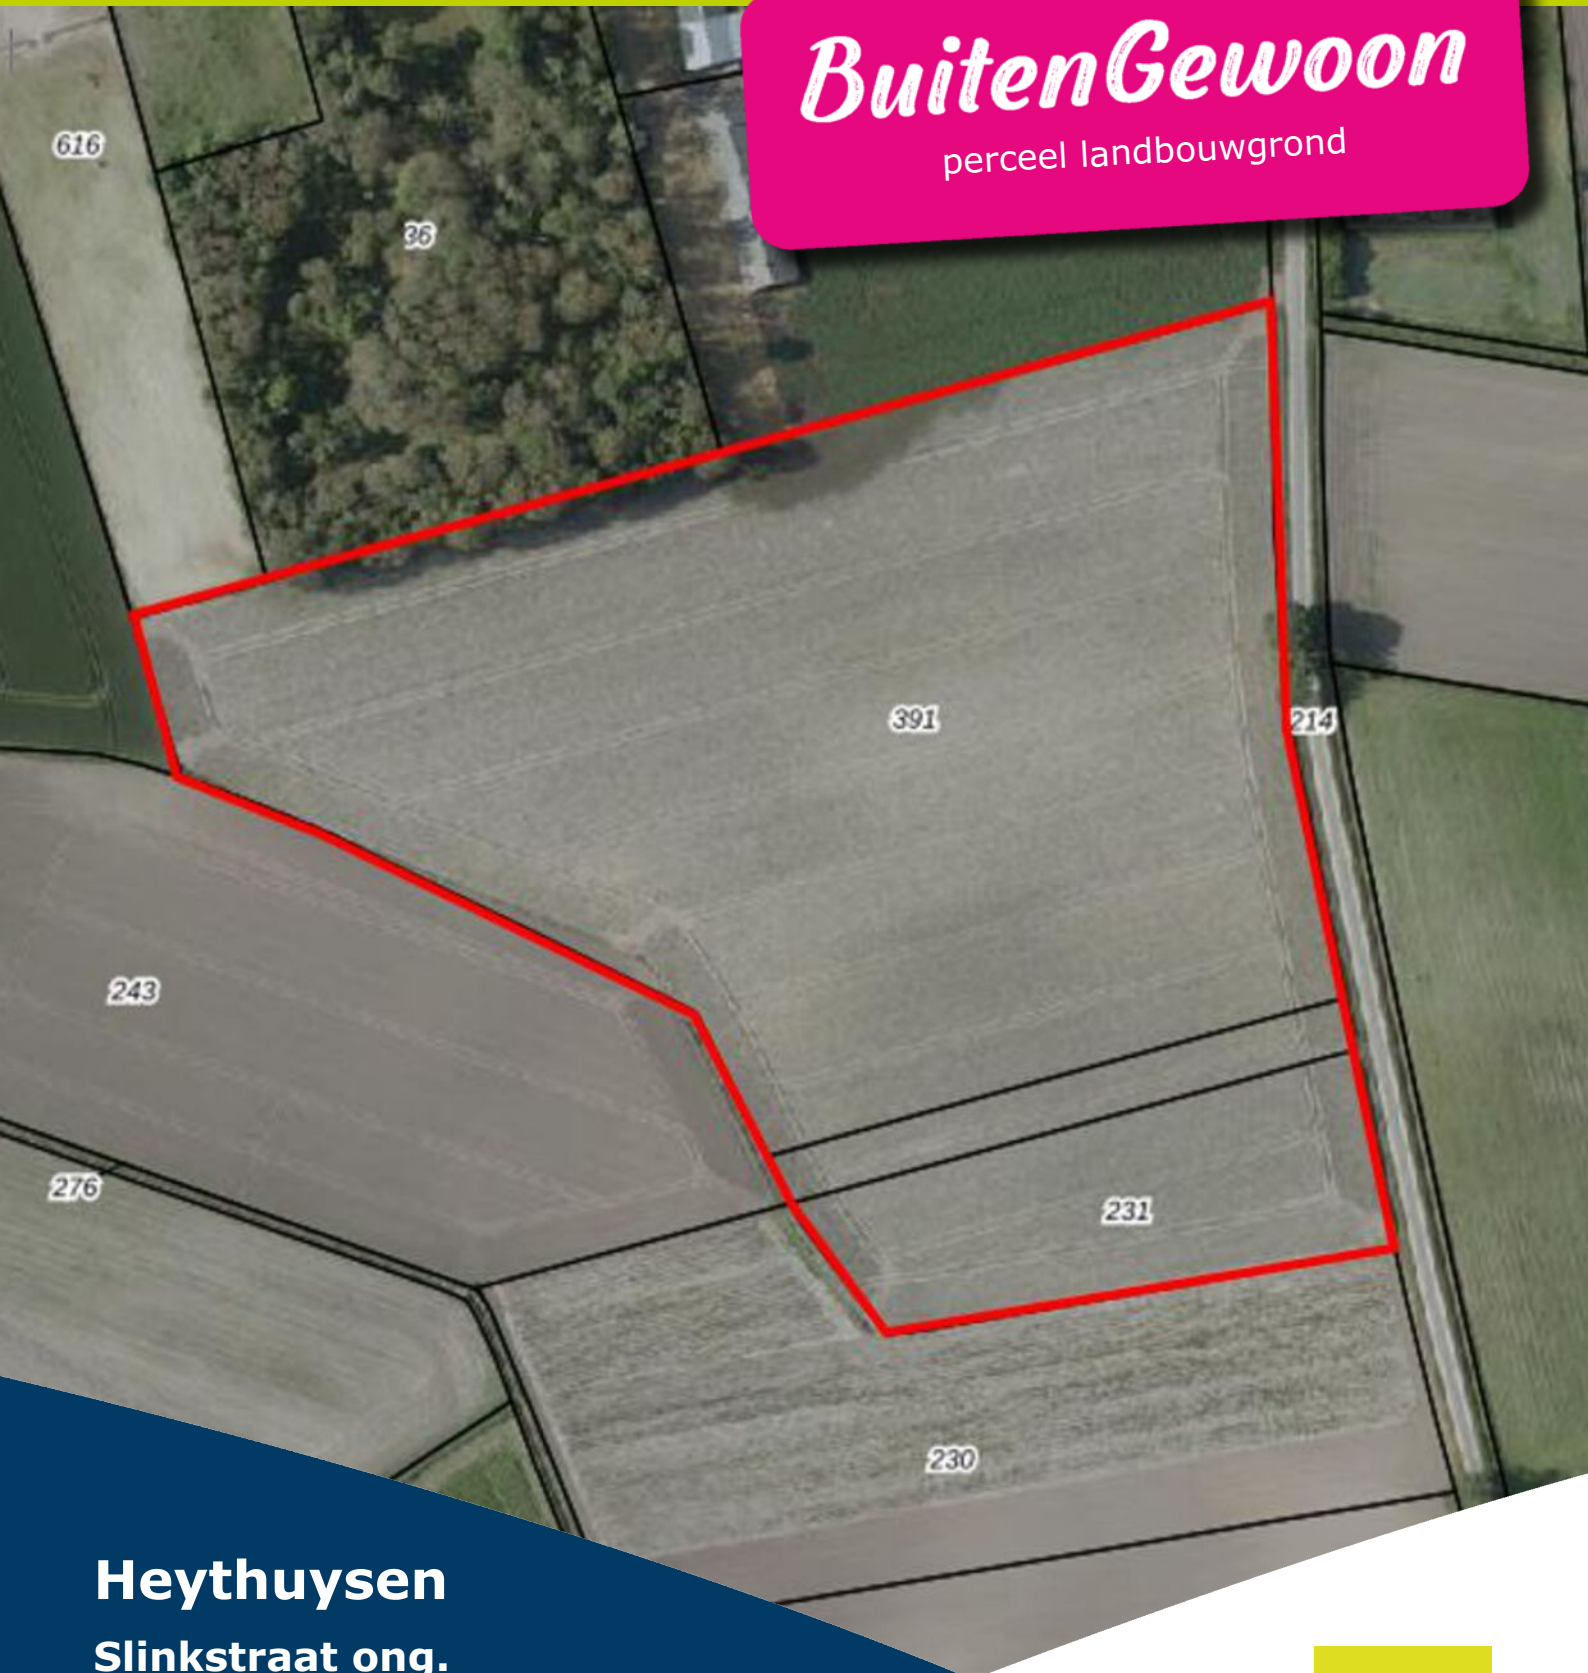 BuitenGewoon
perceel landbouwgrond
616
36
391
214
243
276
231
230
Heythuysen
Slinkstraat ong.